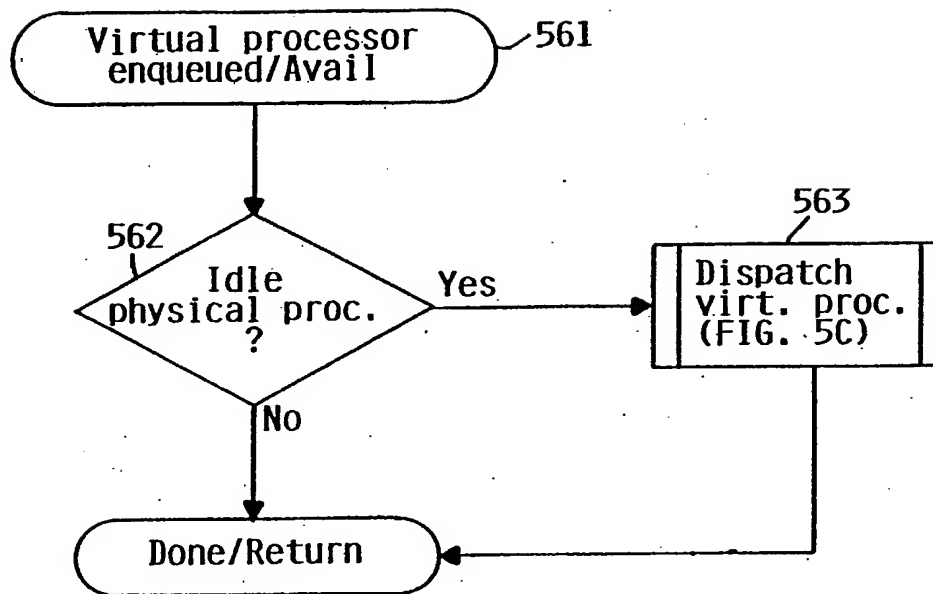 Virtual processor
enqueued/Avail
561
562
Idle
physical proc.
?
Yes
563
Dispatch
virt. proc.
(FIG. 5C)
No
Done/Return